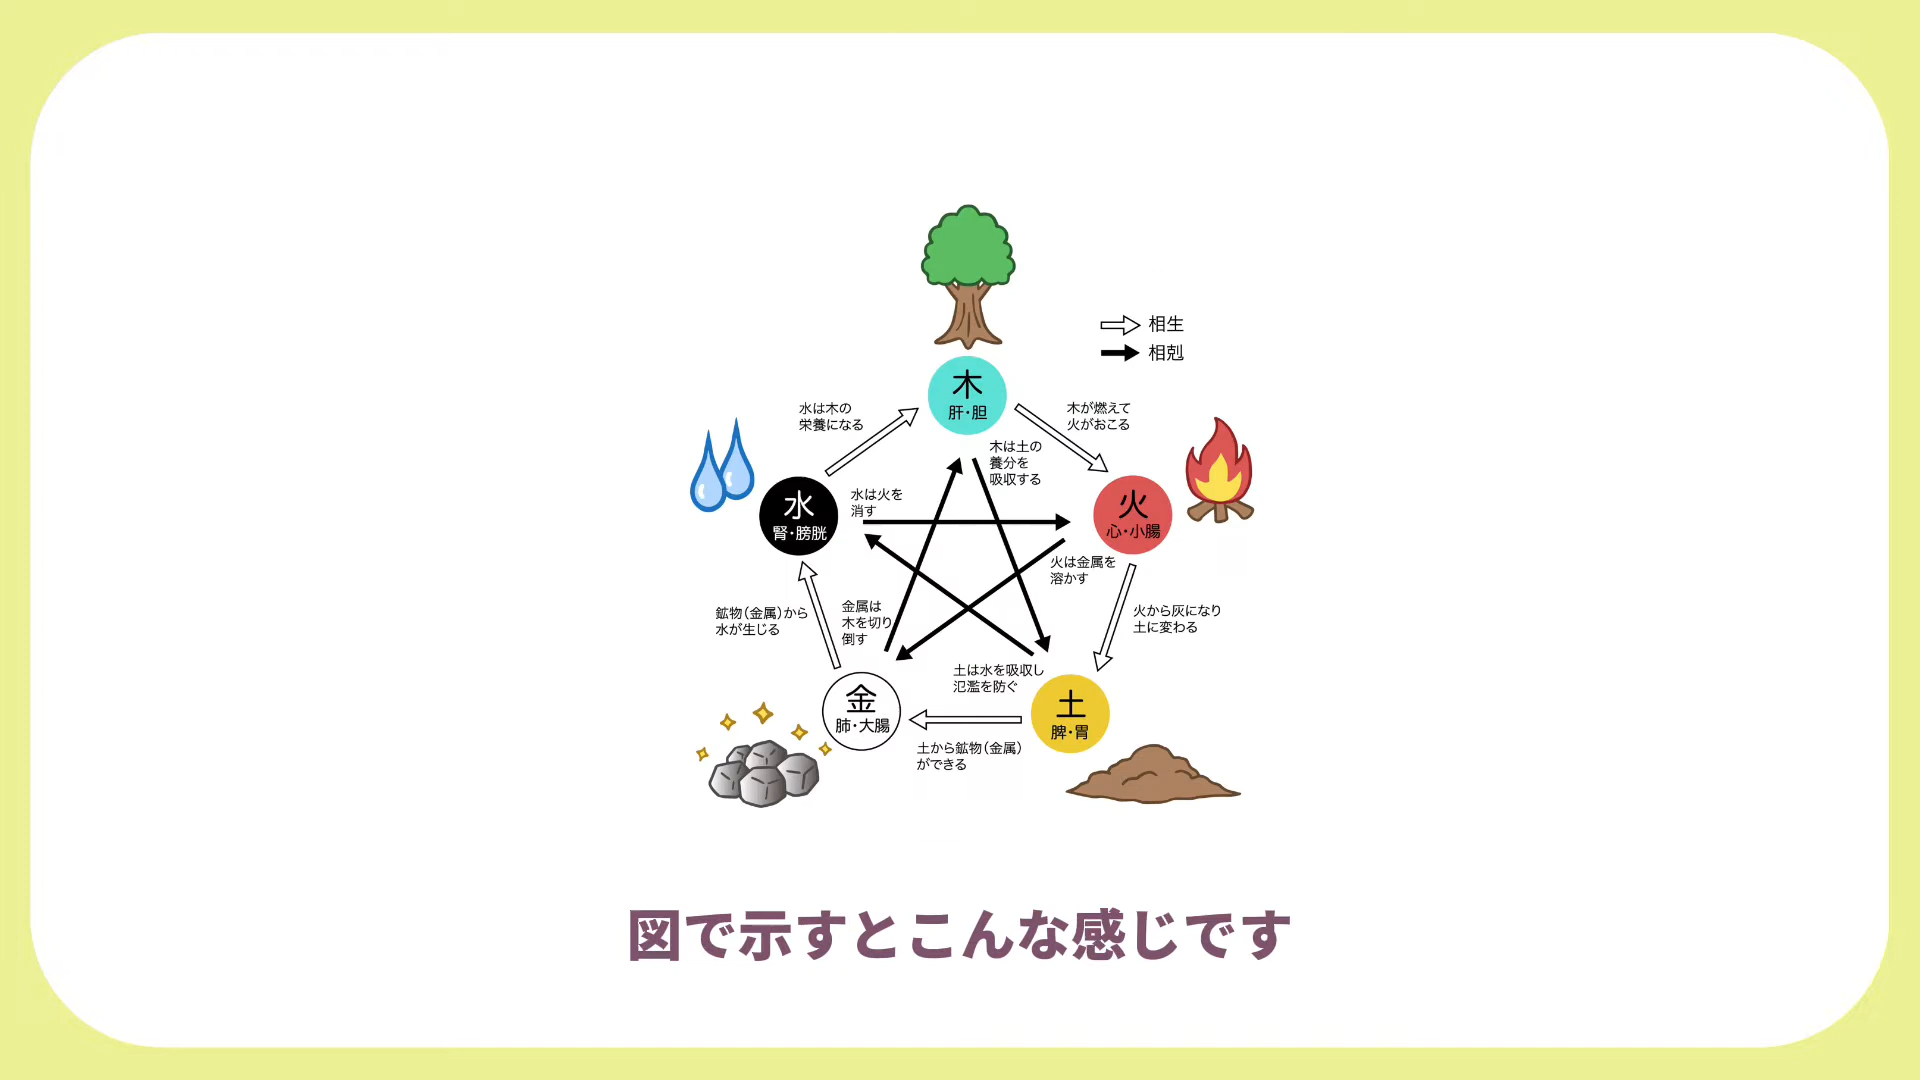 相生
相剋
木
肝・胆
水は木の
栄養になる
木が燃えて
火がおこる
木は土の
養分を
吸収する
水
腎・膀胱
水は火を
消す
火
心・小腸
火は金属を
溶かす
鉱物(金属)から
水が生じる
金属は
木を切り
倒す
火から灰になり
土に変わる
土は水を吸収し
氾濫を防ぐ
金
肺・大腸
土
脾・胃
土から鉱物(金属)
ができる
図で示すとこんな感じです